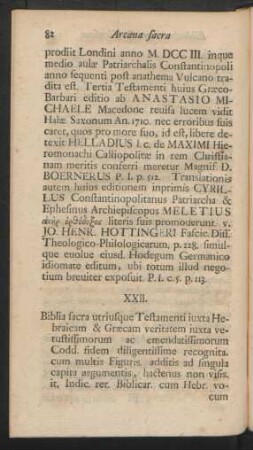 82 Arcana sacra
prodiit Londini anno M. DCC III. inque
medio aulæ Patriarchalis Constantinopoli
anno sequenti post anathema Vulcano tra-
dita est. Tertia Testamenti huius Græco-
Barbari editio ab ANASTASIO MI-
CHAELE Macedone reuisa lucem vidit
Halæ Saxonum An. 1710. nec erroribus suis
caret, quos pro more suo, id est, libere de-
texit HELLADIUS l. c. de MAXIMI Hie-
romonachi Calliopolitæ in rem Christia-
nam meritis conferri meretur Magnif. D.
BOERNERUS P. I. p. 512. Translationis
autem huius editionem inprimis CYRIL-
LUS Constantinopolitanus Patriarcha &
Ephesinus Archiepiscopus MELETIUS
literis suis promouerunt. v.
JO. HENR. HOTTINGERI Fascic. Diss.
Theologico-Philologicarum, p. 228. simul-
que euolue eiusd. Hodegum Germanico
idiomate editum, ubi totum illud nego-
tium breuiter exposuit. P. I. c. 5. p. 113.
XXII.
Biblia sacra utriusque Testamenti iuxta He-
braicam & Græcam veritatem iuxta ve-
tustissimorum ac emendatissimorum
Codd. fidem diligentissime recognita.
cum multis Figuris. additis ad singula
capita argumentis, hactenus non visis.
it. Indic. rer. Biblicar. cum Hebr. vo-
cum